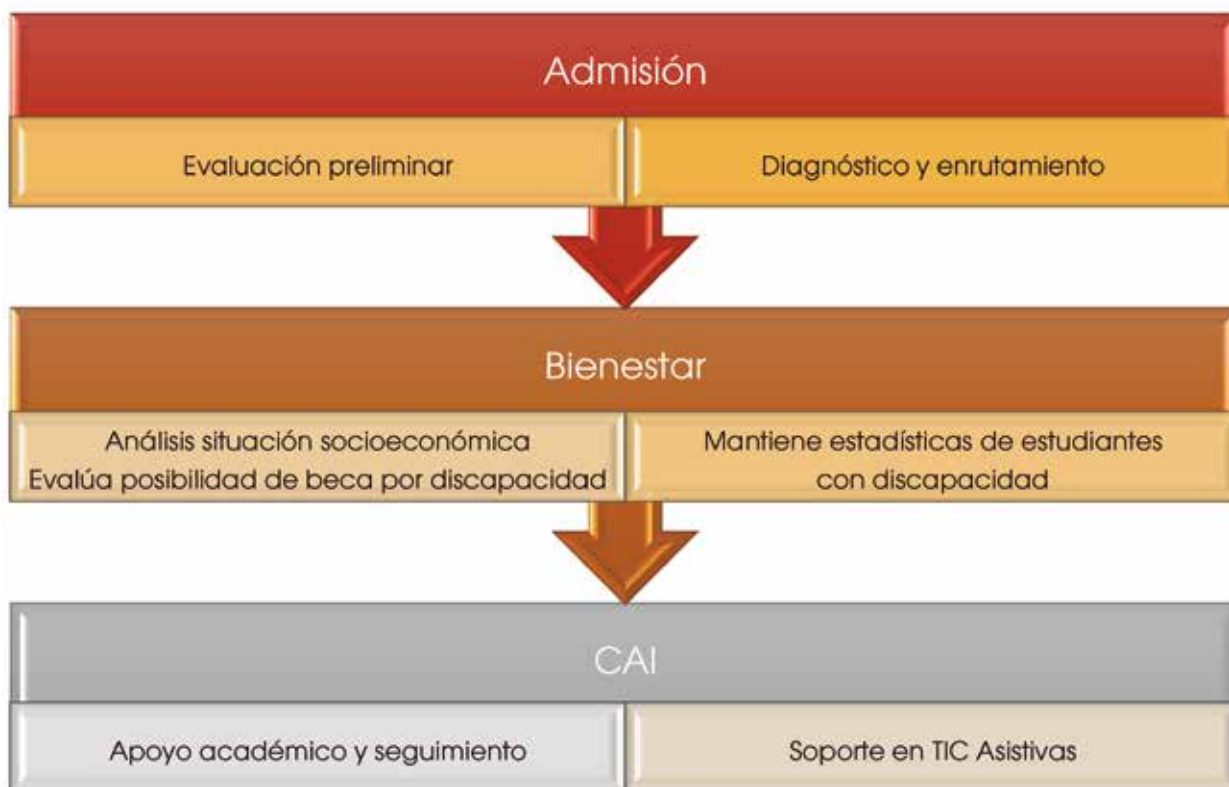 Admisión
Evaluación preliminar
Diagnóstico y enrutamiento
Bienestar
Análisis situación socioeconómica
Evalúa posibilidad de beca por discapacidad
Mantiene estadísticas de estudiantes
con discapacidad
CAI
Apoyo académico y seguimiento
Soporte en TIC Asistivas